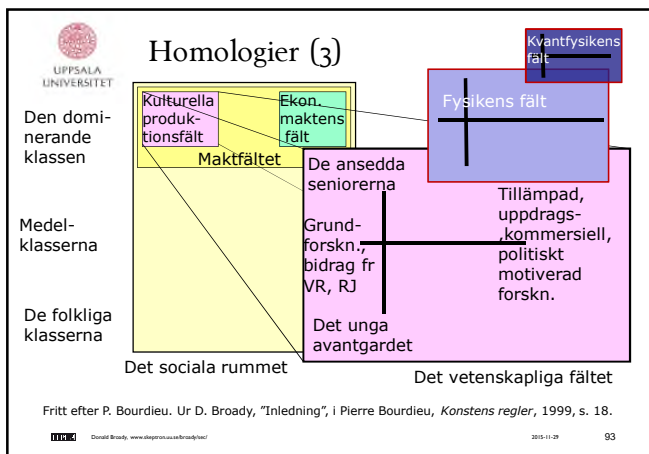 UPPSALA
UNIVERSITET
Homologier (3)
Kvantfysikens
fält
Fysikens fält
Den domi-
nerande
klassen
Kulturella
produk-
tionsfält
Ekon.
maktens
fält
Maktfältet
De ansedda
seniorerna
Tillämpad,
uppdrags-
,kommersiell,
politiskt
motiverad
forskn.
Medel-
klasserna
Grund-
forskn.,
bidrag fr
VR, RJ
De folkliga
klasserna
Det unga
avantgardet
Det sociala rummet
Det vetenskapliga fältet
Fritt efter P. Bourdieu. Ur D. Broady, ”Inledning”, i Pierre Bourdieu, Konstens regler, 1999, s. 18.
Donald Broady, www.skeptron.uu.se/broady/sec/
2015-11-29
93